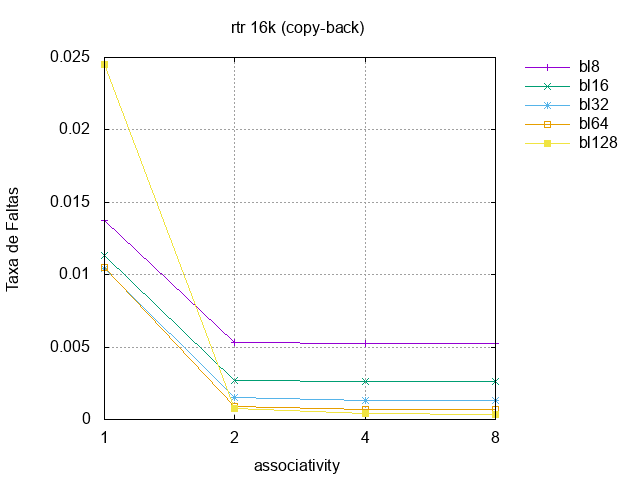 rtr 16k (copy-back)
0.025
0.02
0.015
0.01
0.005
0
Taxa de Faltas
1 2 4 8
associativity
bl8
bl16
bl32
bl64
bl128